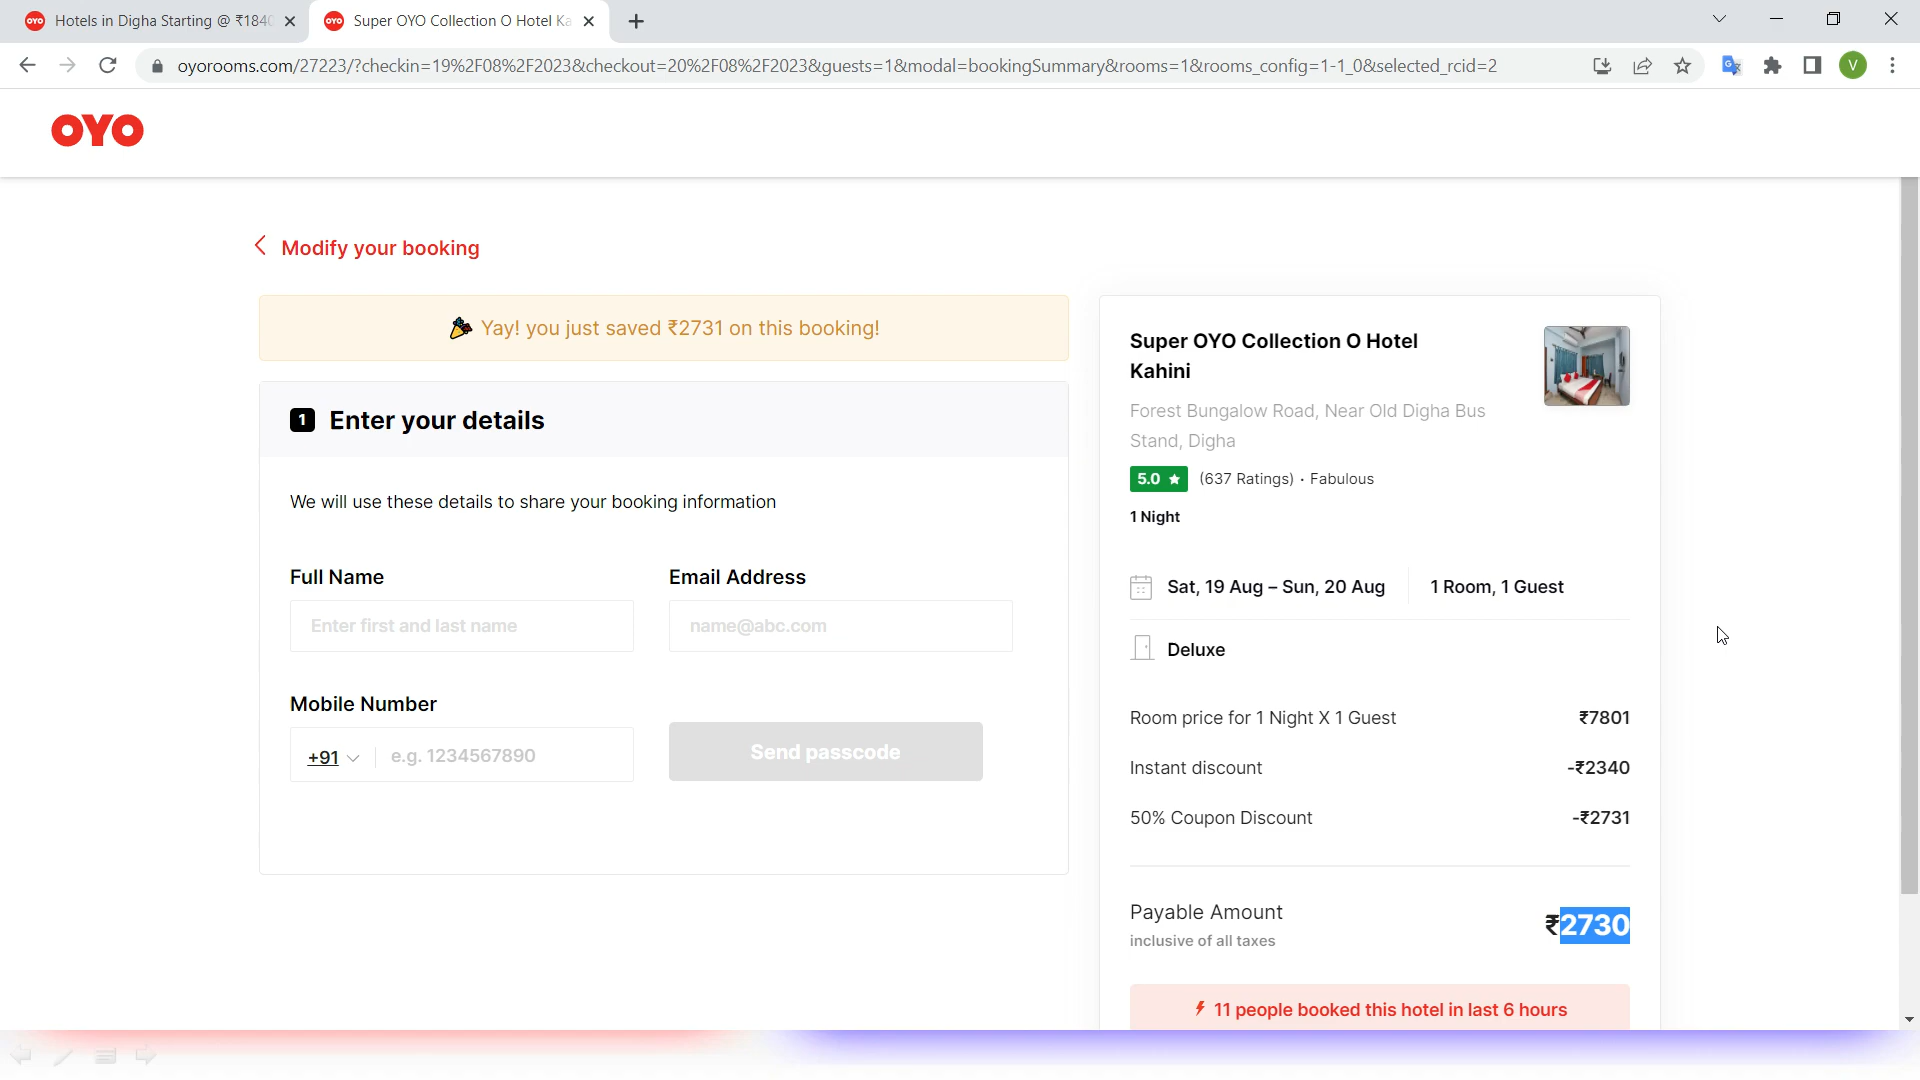 OYO Hotels in Digha Starting @ ₹1840
OYO Super OYO Collection O Hotel Ka
oyorooms.com/27223/?checkin=19%2F08%2F2023&checkout=20%2F08%2F2023&guests=1&modal=bookingSummary&rooms=1&rooms_config=1-1_0&selected_rcid=2
V
OYO
Modify your booking
Yay! you just saved ₹2731 on this booking!
1 Enter your details
We will use these details to share your booking information
Full Name
Enter first and last name
Email Address
name@abc.com
Mobile Number
+91 e.g. 1234567890
Send passcode
Super OYO Collection O Hotel
Kahini
Forest Bungalow Road, Near Old Digha Bus
Stand, Digha
5.0 ★ (637 Ratings) • Fabulous
1 Night
Sat, 19 Aug – Sun, 20 Aug 1 Room, 1 Guest
Deluxe
Room price for 1 Night X 1 Guest ₹7801
Instant discount -₹2340
50% Coupon Discount -₹2731
Payable Amount ₹2730
inclusive of all taxes
11 people booked this hotel in last 6 hours